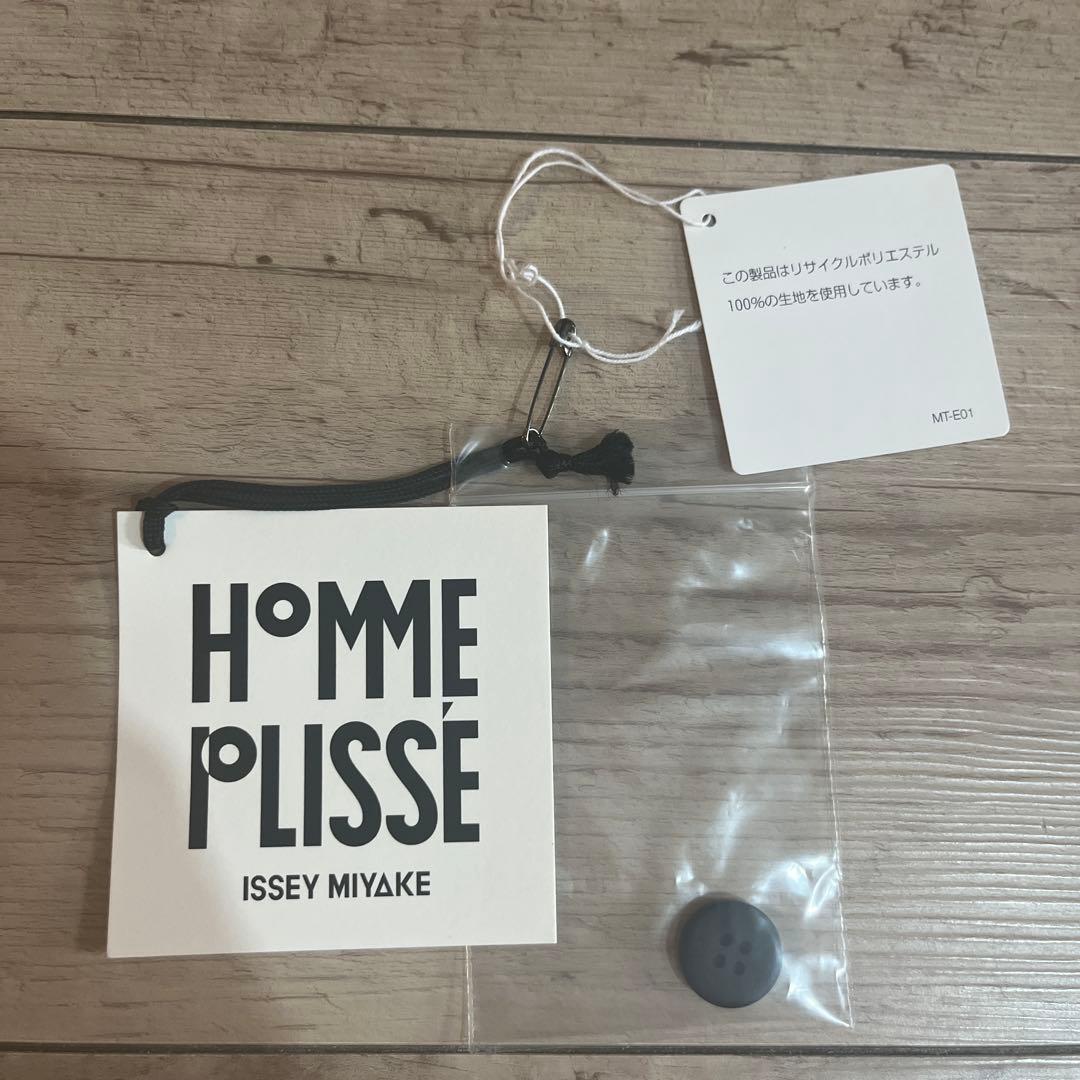 この製品はリサイクルポリエステル
100%の生地を使用しています。
MT-E01
HOMME
PLISSÉ
ISSEY MIYAKE